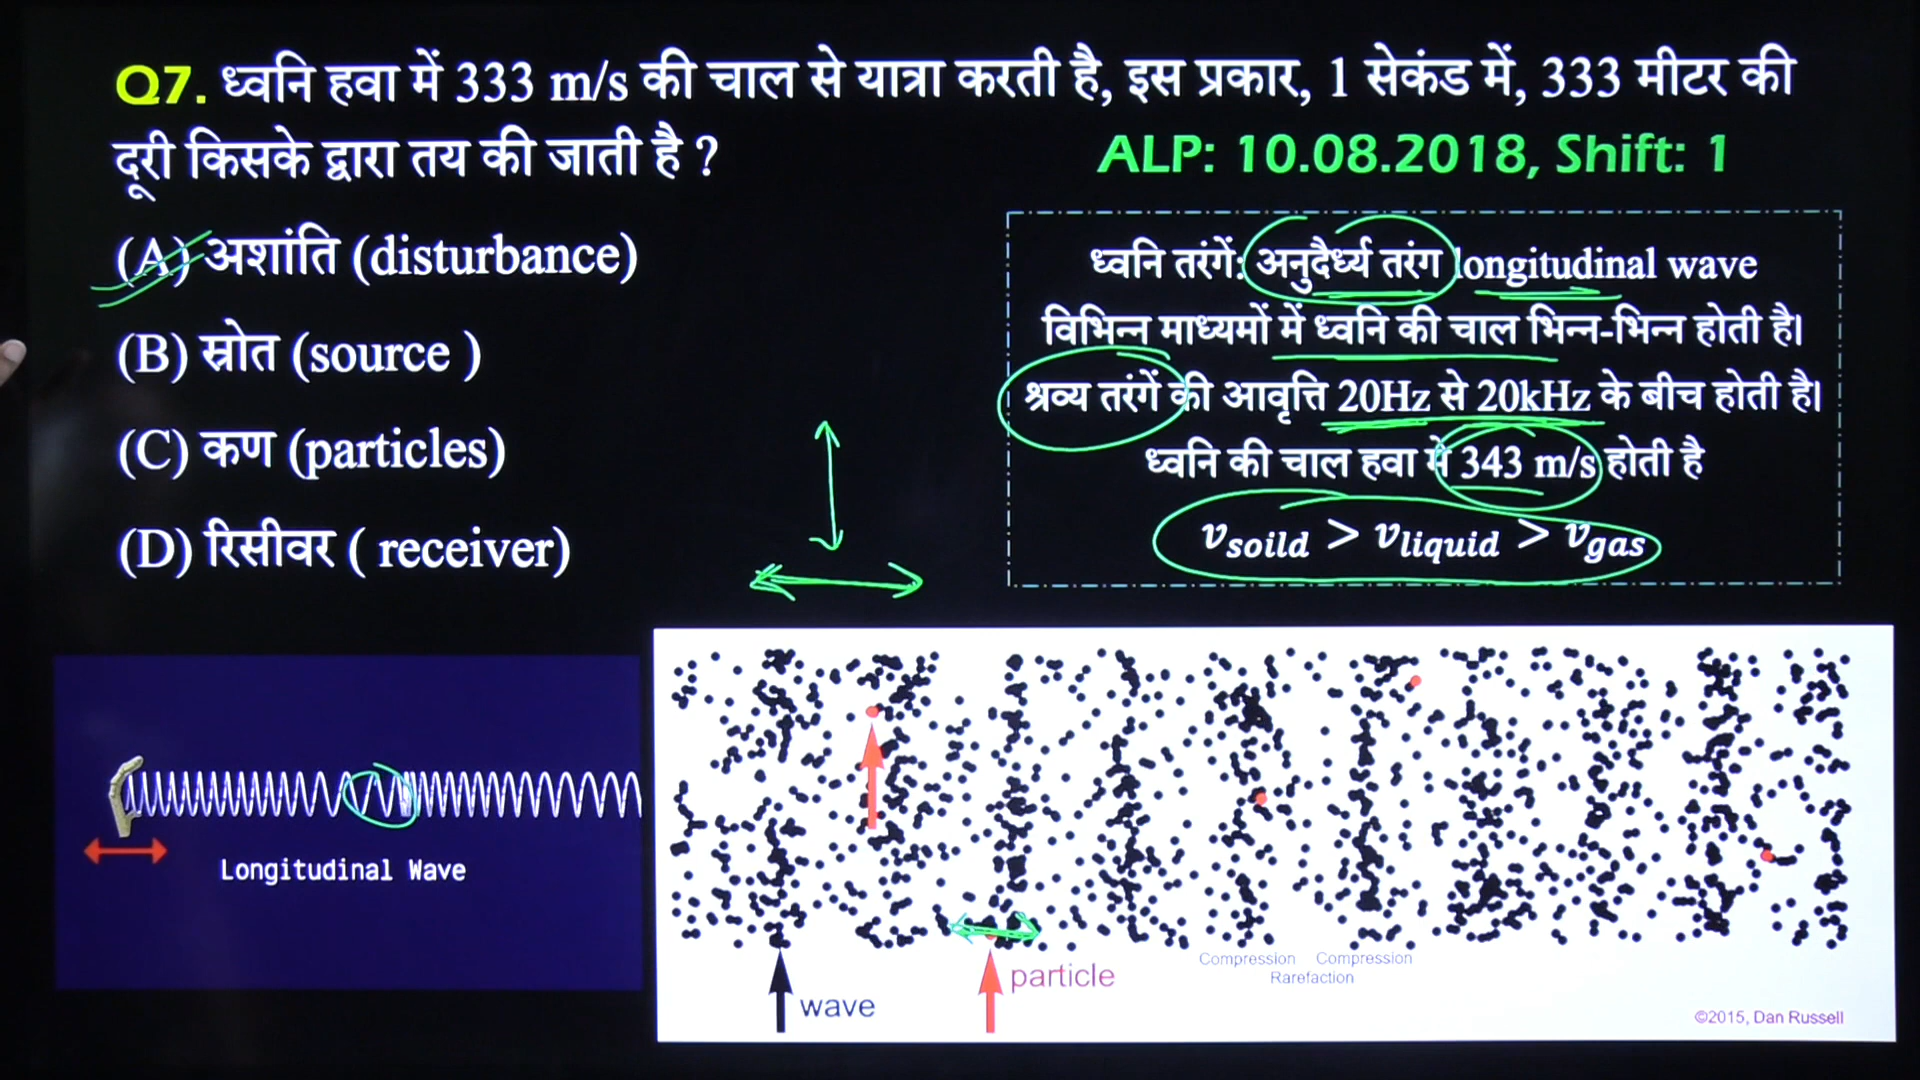 Q7. ध्वनि हवा में 333 m/s की चाल से यात्रा करती है, इस प्रकार, 1 सेकंड में, 333 मीटर की
दूरी किसके द्वारा तय की जाती है ?
ALP: 10.08.2018, Shift: 1
(A) अशांति (disturbance)
(B) स्रोत (source )
(C) कण (particles)
(D) रिसीवर ( receiver)
ध्वनि तरंगें: अनुदैर्ध्य तरंग longitudinal wave
विभिन्न माध्यमों में ध्वनि की चाल भिन्न-भिन्न होती है।
श्रव्य तरंगें की आवृत्ति 20Hz से 20kHz के बीच होती है।
ध्वनि की चाल हवा में 343 m/s होती है
vsoild > vliquid > vgas
Longitudinal Wave
wave
particle
Compression Compression
Rarefaction
©2015, Dan Russell